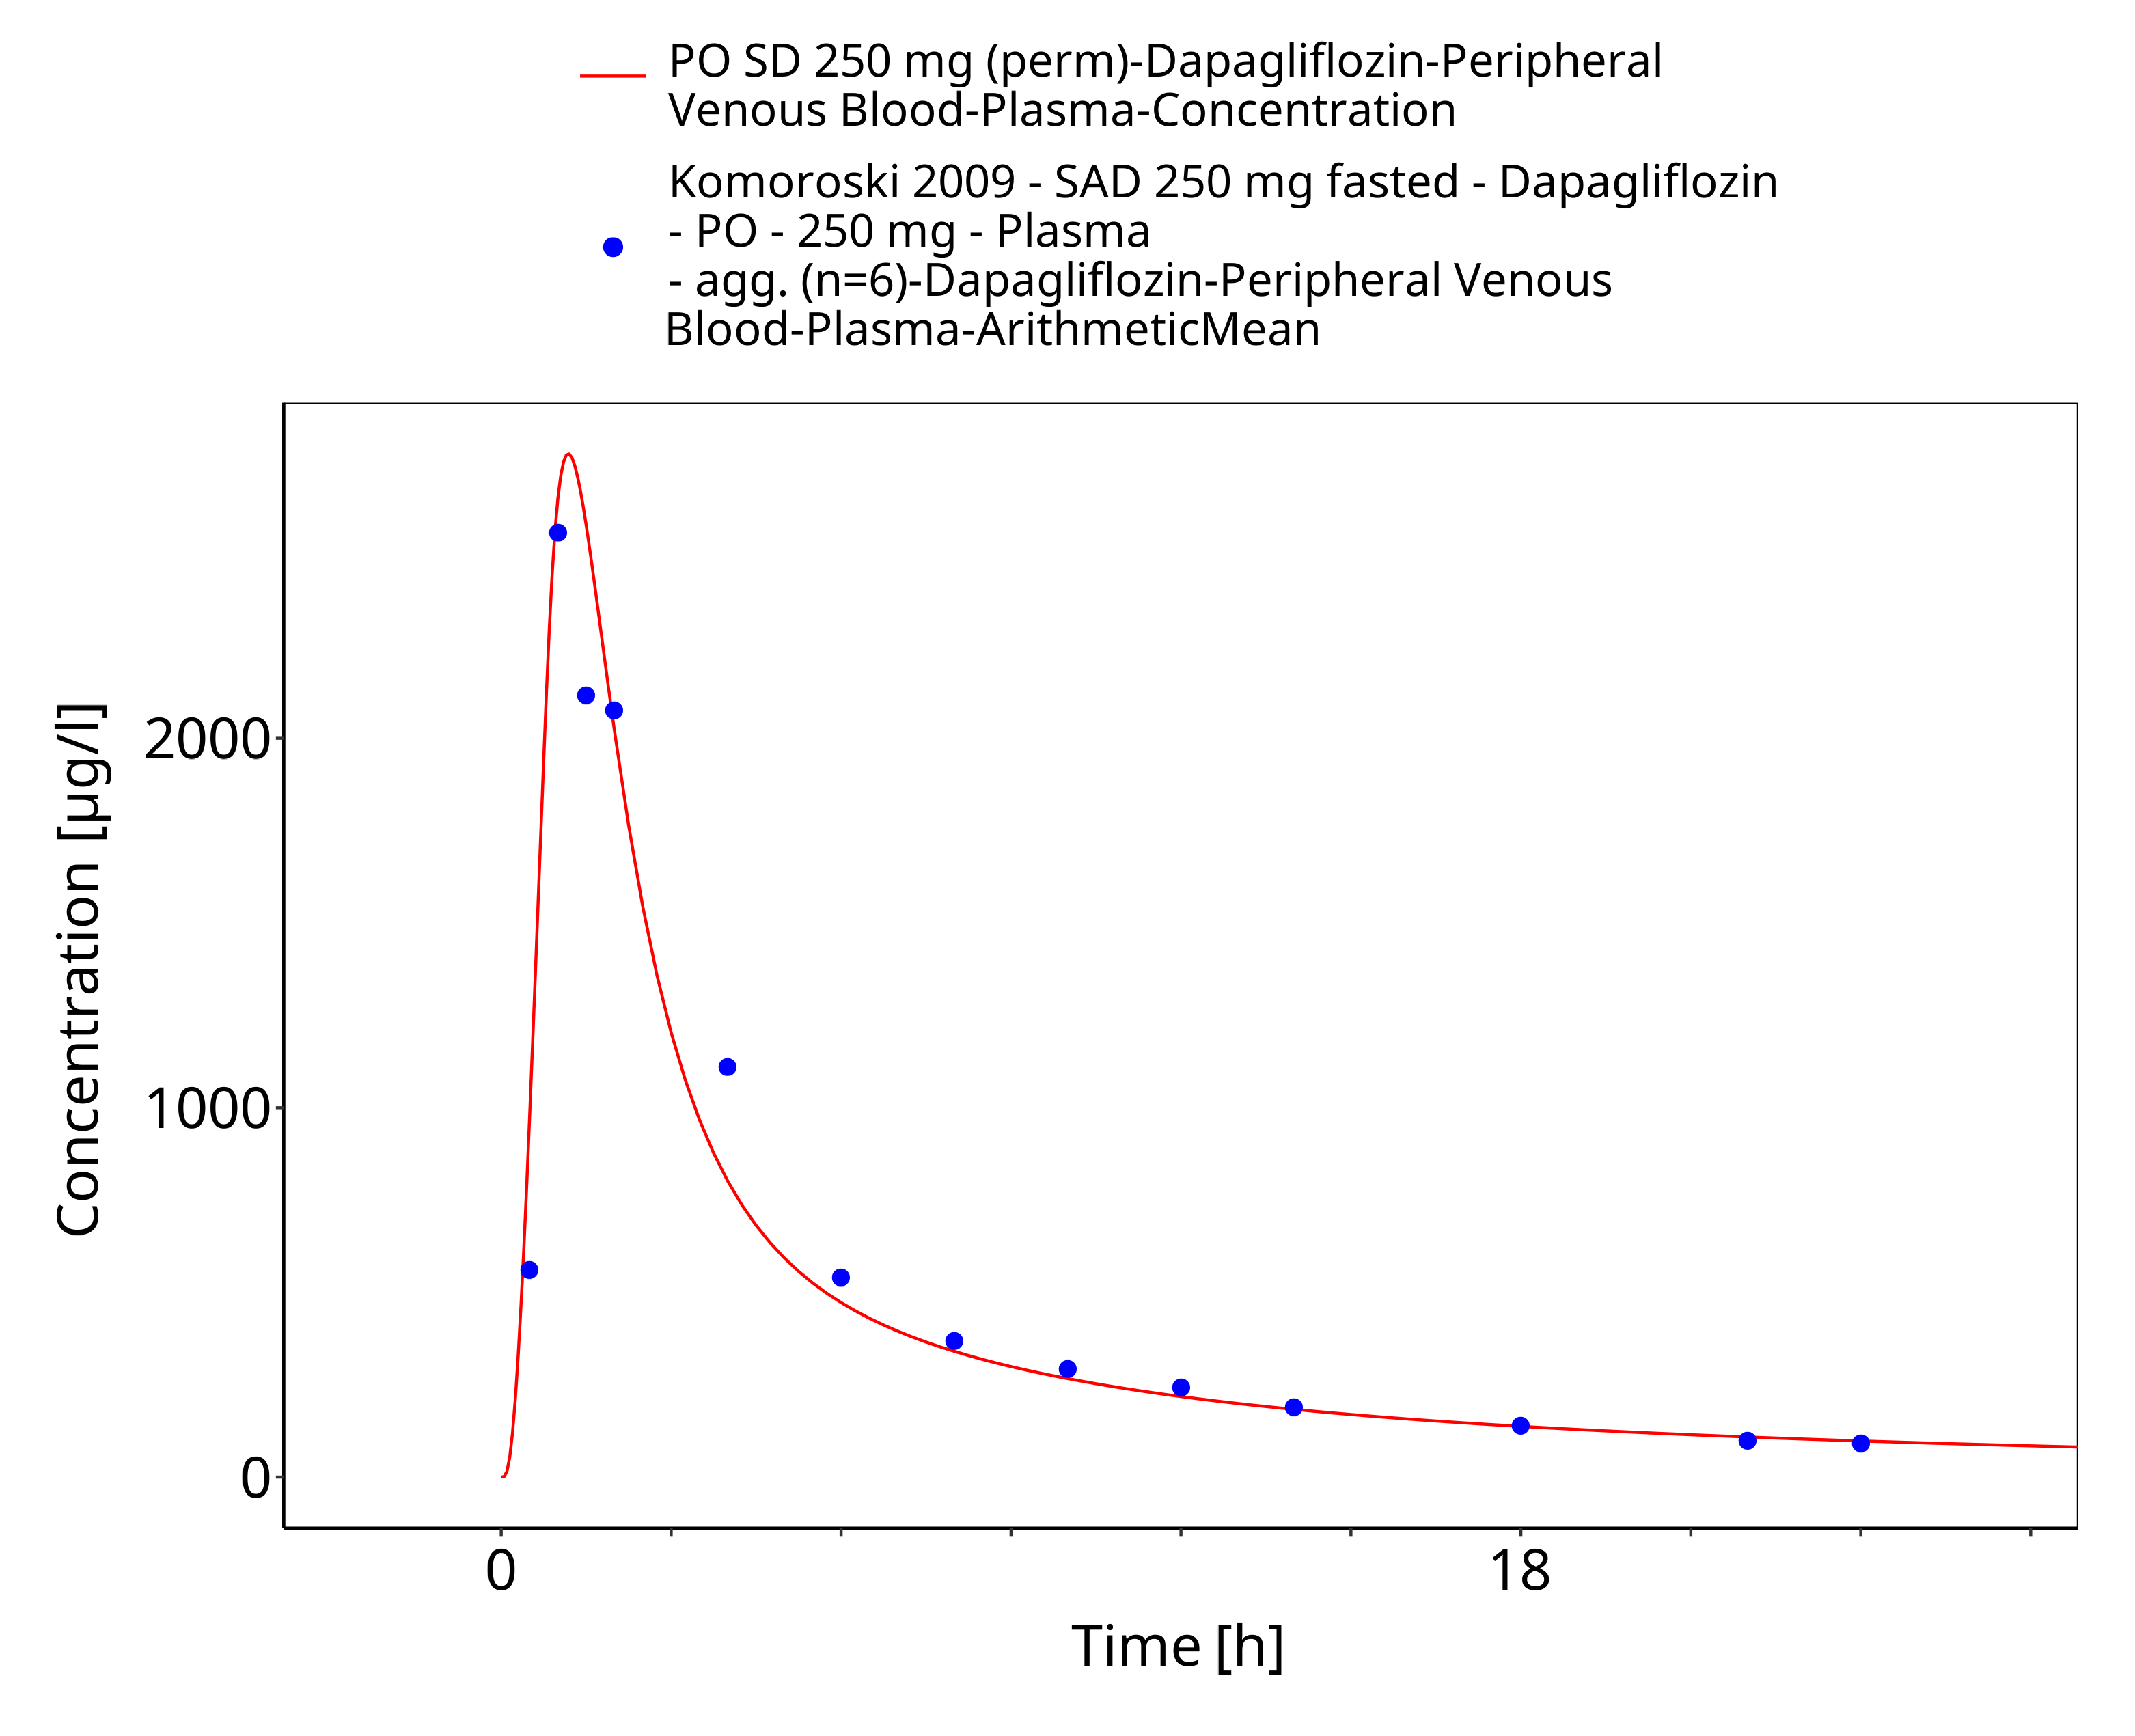 PO SD 250 mg (perm)-Dapagliflozin-Peripheral
Venous Blood-Plasma-Concentration
Komoroski 2009 - SAD 250 mg fasted - Dapagliflozin
- PO - 250 mg - Plasma
- agg. (n=6)-Dapagliflozin-Peripheral Venous
Blood-Plasma-ArithmeticMean
Concentration [µg/l]
2000
1000
0
0
18
Time [h]